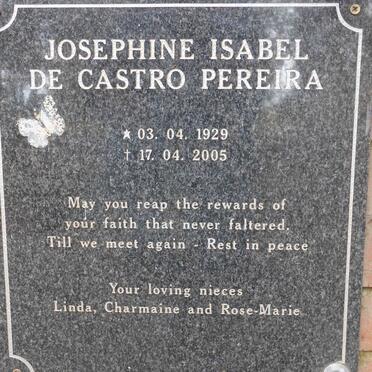 JOSEPHINE ISABEL
DE CASTRO PEREIRA
★ 03. 04. 1929
† 17. 04. 2005
May you reap the rewards of
your faith that never faltered.
Till we meet again - Rest in peace
Your loving nieces
Linda, Charmaine and Rose-Marie